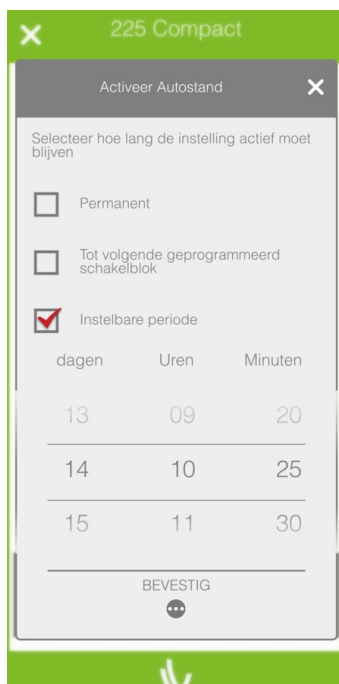 225 Compact
Activeer Autostand
Selecteer hoe lang de instelling actief moet
blijven
Permanent
Tot volgende geprogrammeerd
schakelblok
Instelbare periode
dagen Uren Minuten
13 09 20
14 10 25
15 11 30
BEVESTIG